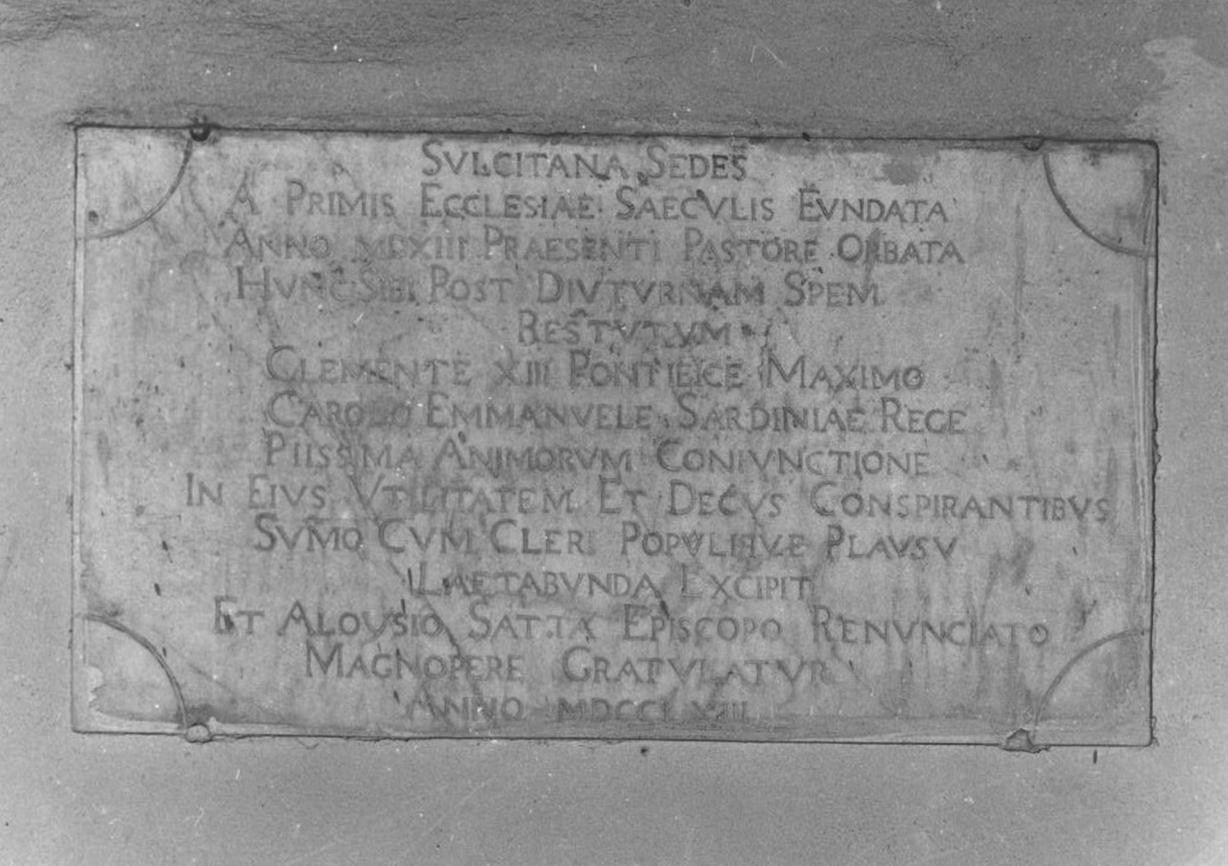 SVLCITANA SEDES
A PRIMIS ECCLESIAE SAECVLIS FVNDATA
ANNO MDXIII PRAESENTI PASTORE ORBATA
HVNC SIBI POST DIVTVRNAM SPEM
RESTVTVM
CLEMENTE XIII PONTIFICE MAXIMO
CAROLO EMMANVELE SARDINIAE REGE
PIISSIMA ANIMORVM CONIVNCTIONE
IN EIVS VTILITATEM ET DECVS CONSPIRANTIBVS
SVMO CVM CLERI POPVLIQVE PLAVSV
LAETABVNDA EXCIPIT
ET ALOYSIO SATTA EPISCOPO RENVNCIATO
MAGNOPERE GRATVLATVR
ANNO MDCCLXIII